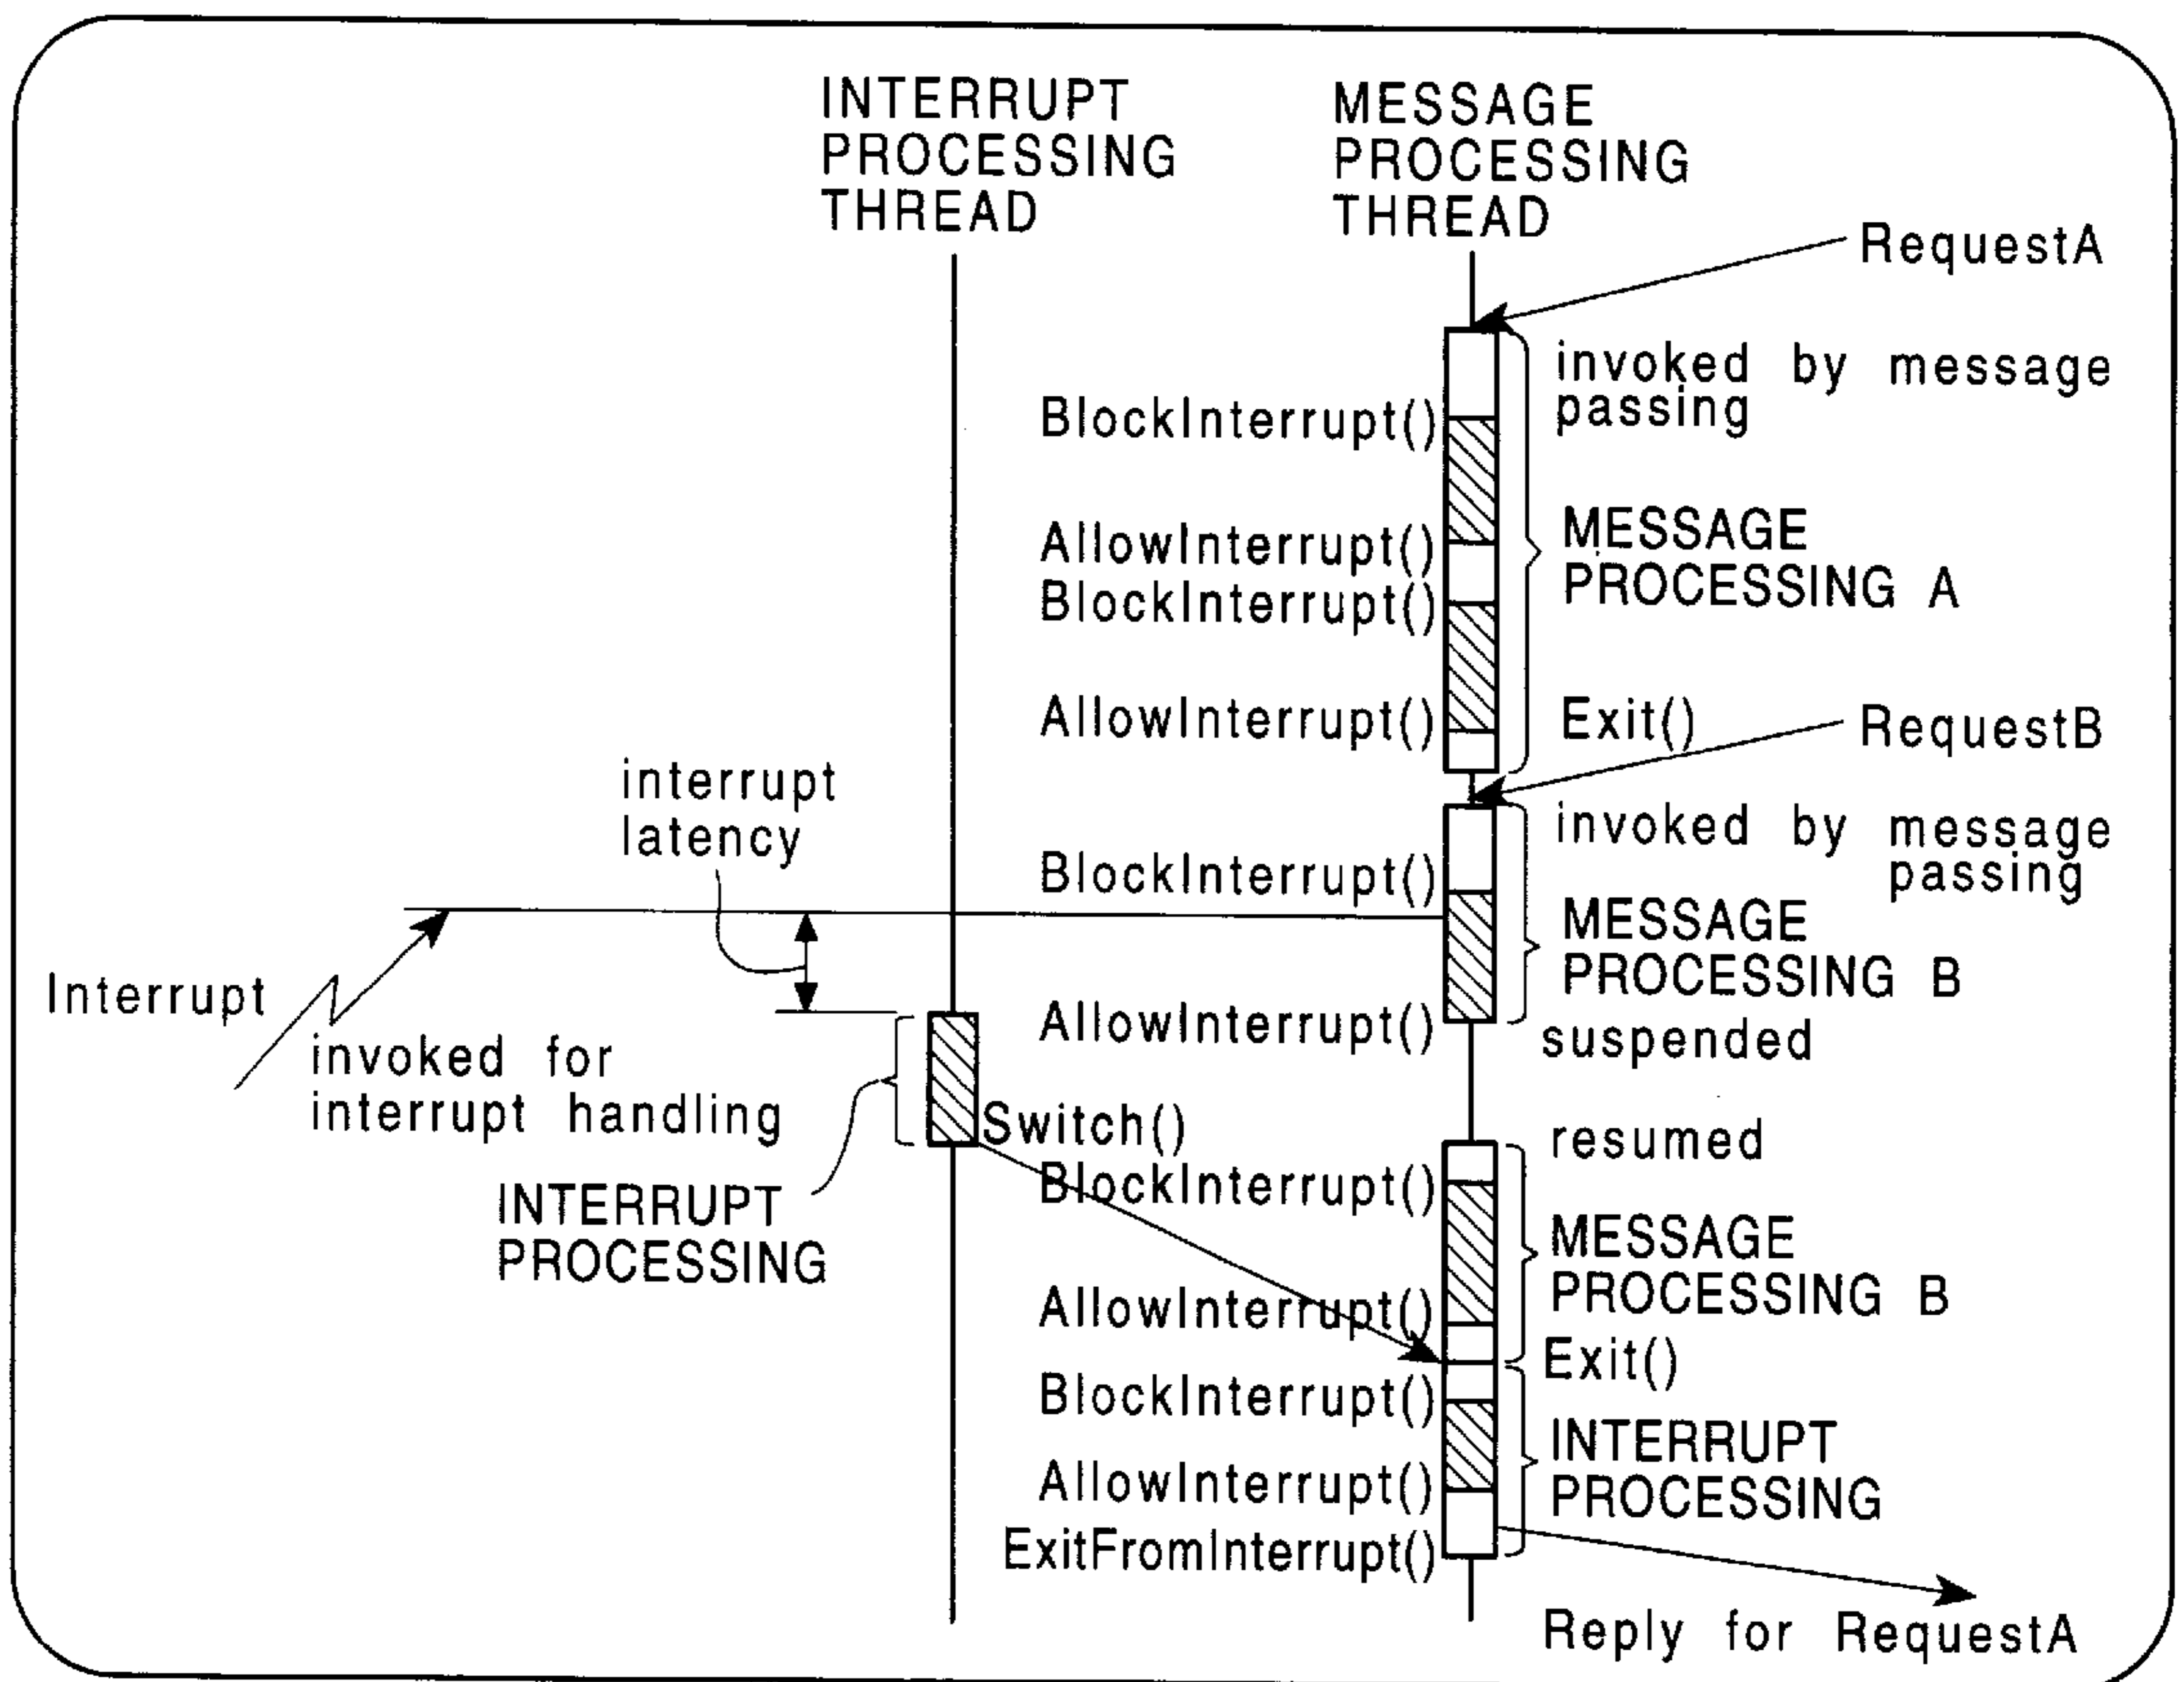 INTERRUPT
PROCESSING
THREAD
MESSAGE
PROCESSING
THREAD
RequestA
invoked by message
passing
BlockInterrupt()
AllowInterrupt()
BlockInterrupt()
MESSAGE
PROCESSING A
AllowInterrupt()
Exit()
RequestB
interrupt
latency
invoked by message
passing
BlockInterrupt()
MESSAGE
PROCESSING B
Interrupt
AllowInterrupt()
suspended
invoked for
interrupt handling
Switch()
resumed
BlockInterrupt()
INTERRUPT
PROCESSING
MESSAGE
PROCESSING B
AllowInterrupt()
Exit()
BlockInterrupt()
INTERRUPT
PROCESSING
AllowInterrupt()
ExitFromInterrupt()
Reply for RequestA